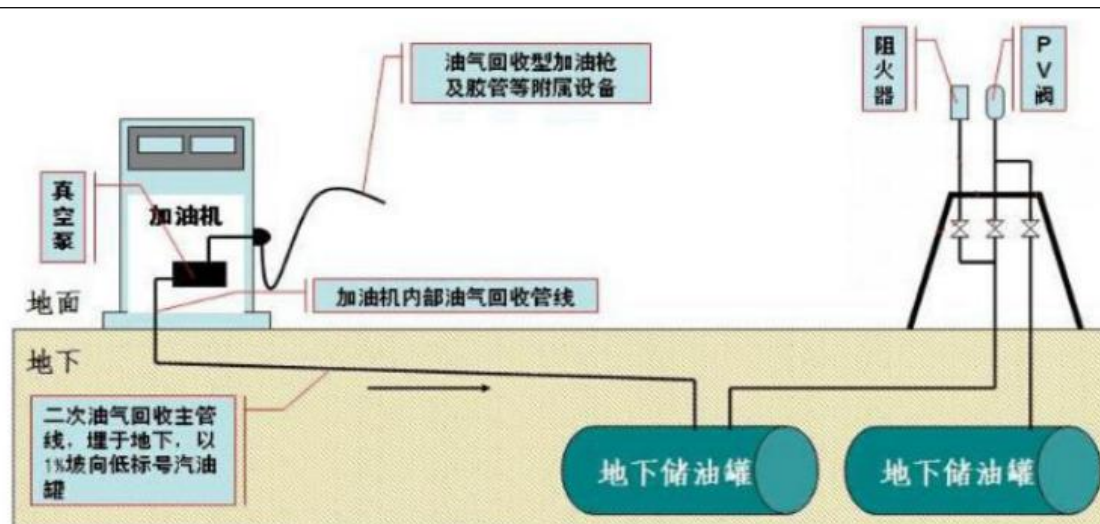 油气回收型加油枪
及胶管等附属设备
阻火器
PV阀
真空泵
加油机
加油机内部油气回收管线
地面
地下
二次油气回收主管
线，埋于地下，以
1%坡向低标号汽油
罐
地下储油罐
地下储油罐